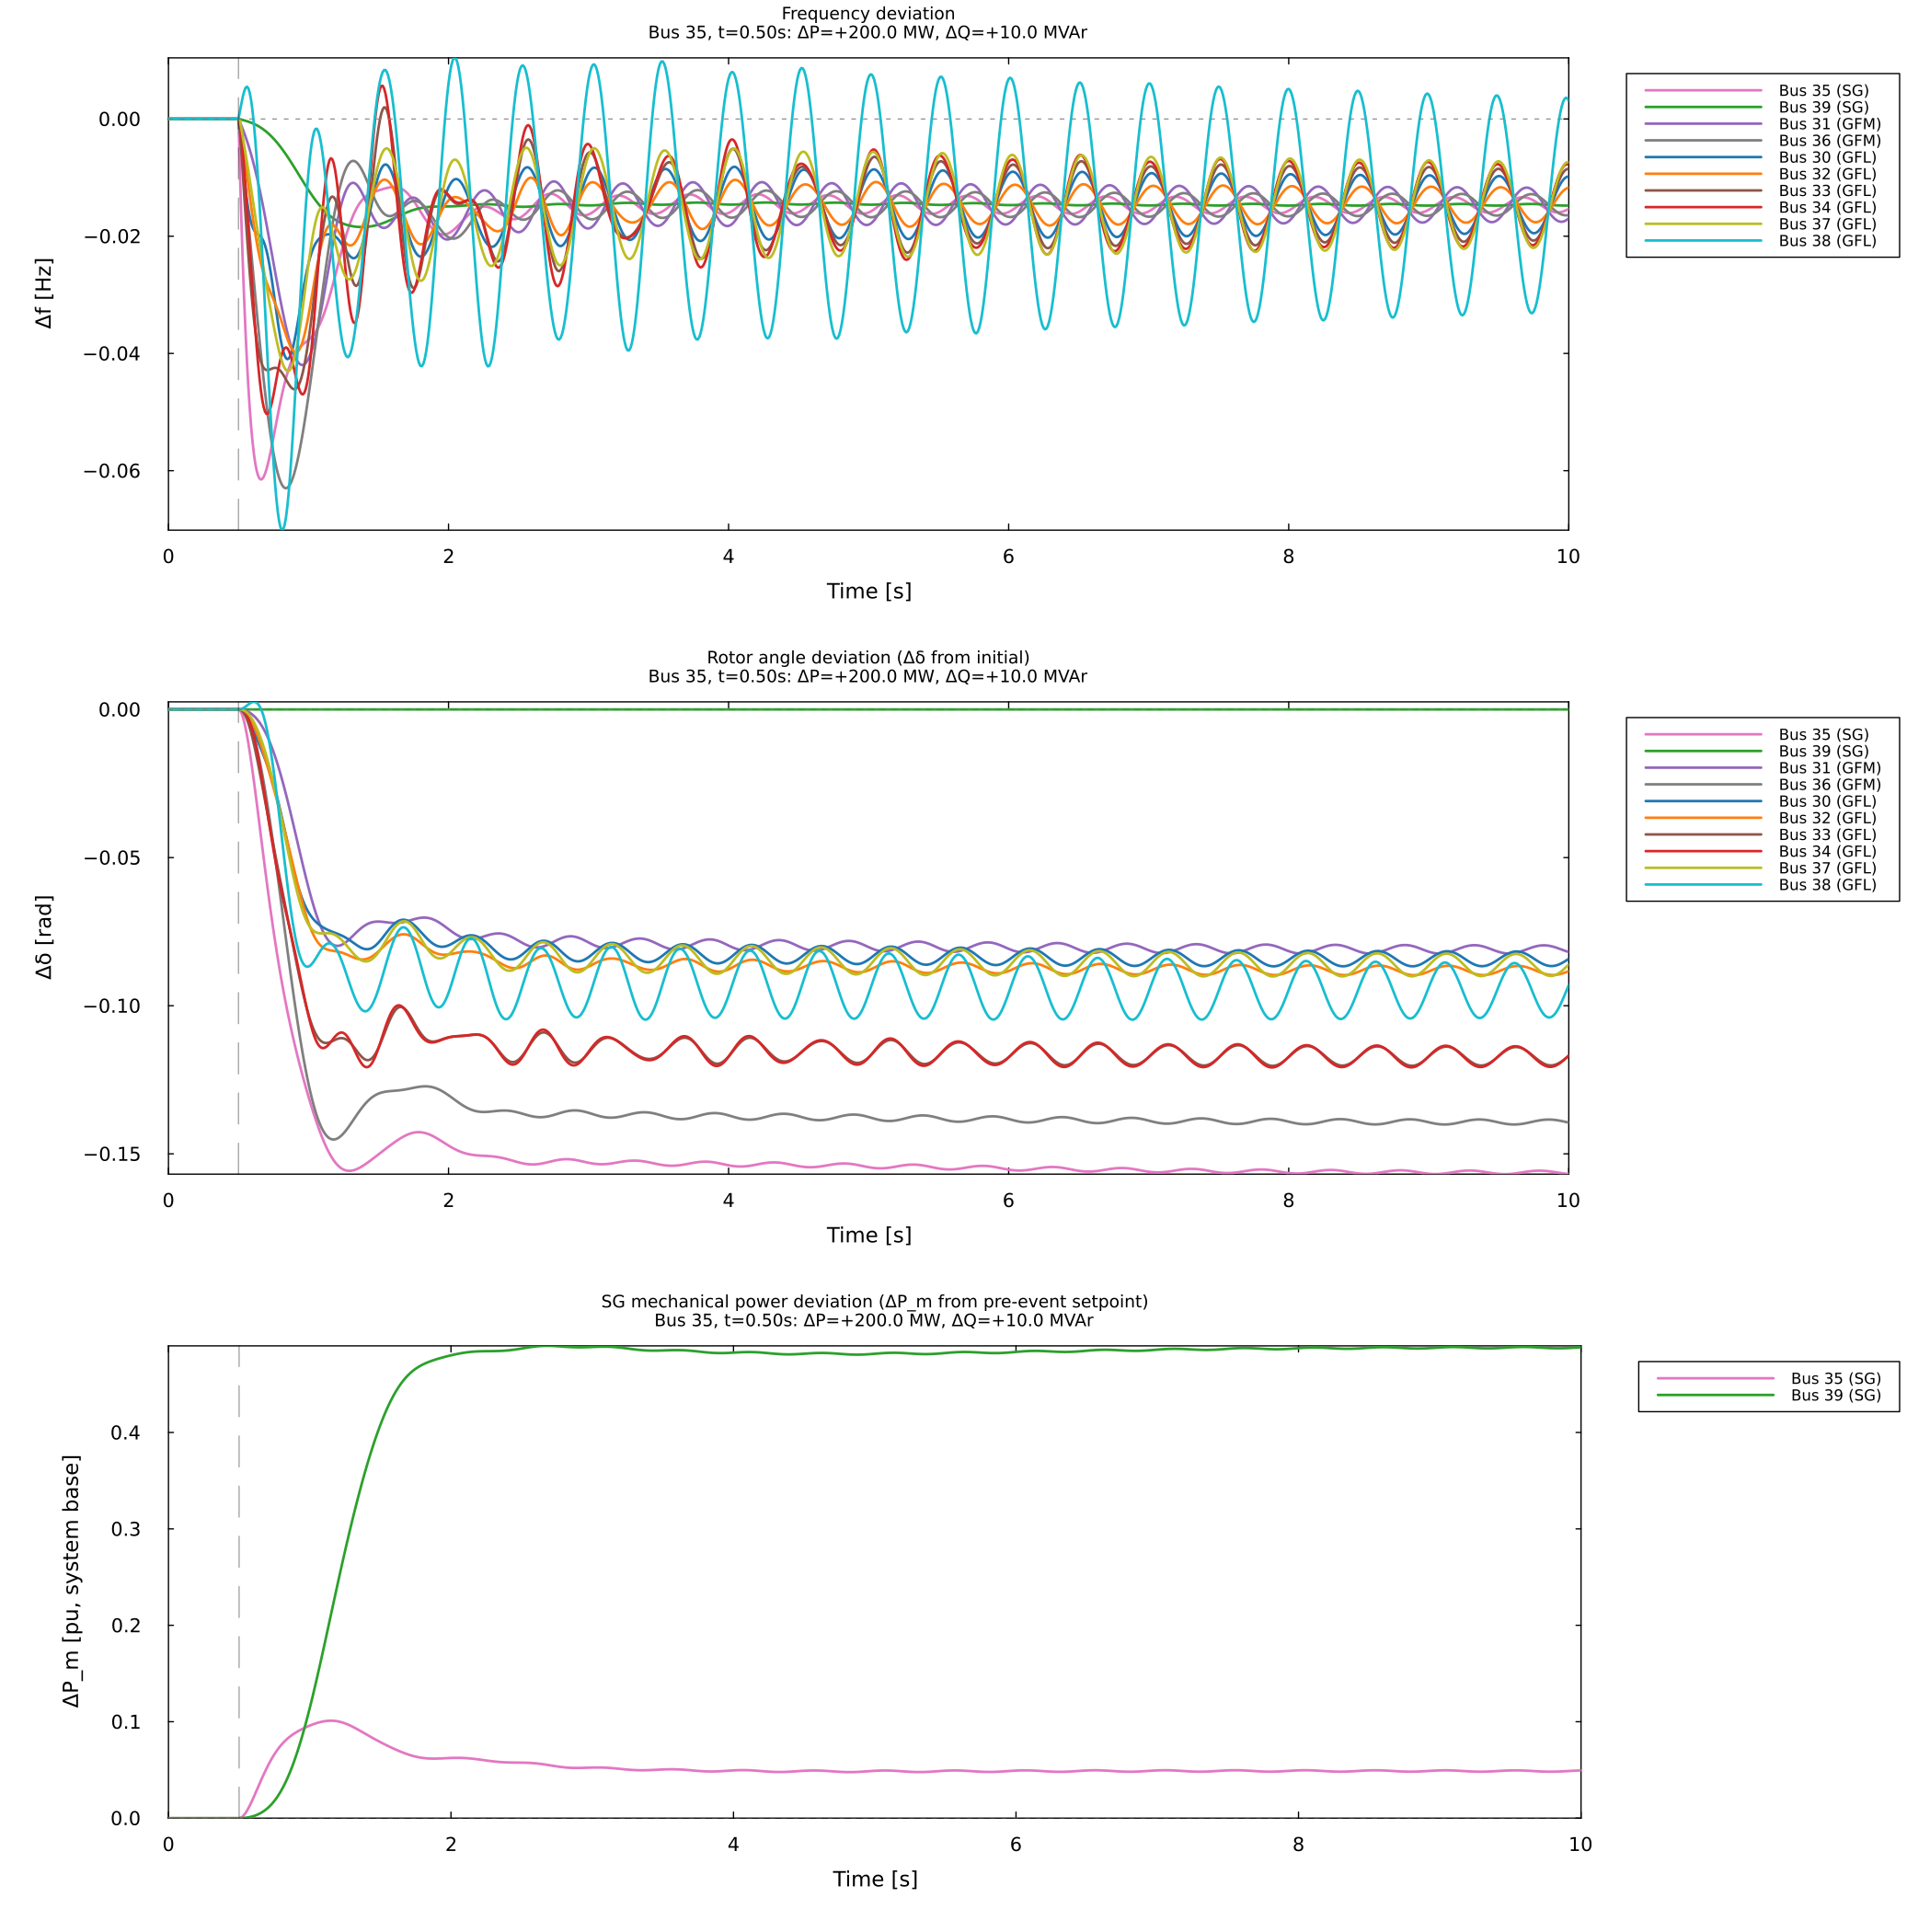 Frequency deviation
Bus 35, t=0.50s: ΔP=+200.0 MW, ΔQ=+10.0 MVAr
Δf [Hz]
0.00
−0.02
−0.04
−0.06
0
2
4
6
8
10
Time [s]
Bus 35 (SG)
Bus 39 (SG)
Bus 31 (GFM)
Bus 36 (GFM)
Bus 30 (GFL)
Bus 32 (GFL)
Bus 33 (GFL)
Bus 34 (GFL)
Bus 37 (GFL)
Bus 38 (GFL)
Rotor angle deviation (Δδ from initial)
Bus 35, t=0.50s: ΔP=+200.0 MW, ΔQ=+10.0 MVAr
Δδ [rad]
0.00
−0.05
−0.10
−0.15
0
2
4
6
8
10
Time [s]
Bus 35 (SG)
Bus 39 (SG)
Bus 31 (GFM)
Bus 36 (GFM)
Bus 30 (GFL)
Bus 32 (GFL)
Bus 33 (GFL)
Bus 34 (GFL)
Bus 37 (GFL)
Bus 38 (GFL)
SG mechanical power deviation (ΔP_m from pre-event setpoint)
Bus 35, t=0.50s: ΔP=+200.0 MW, ΔQ=+10.0 MVAr
ΔP_m [pu, system base]
0.4
0.3
0.2
0.1
0.0
0
2
4
6
8
10
Time [s]
Bus 35 (SG)
Bus 39 (SG)